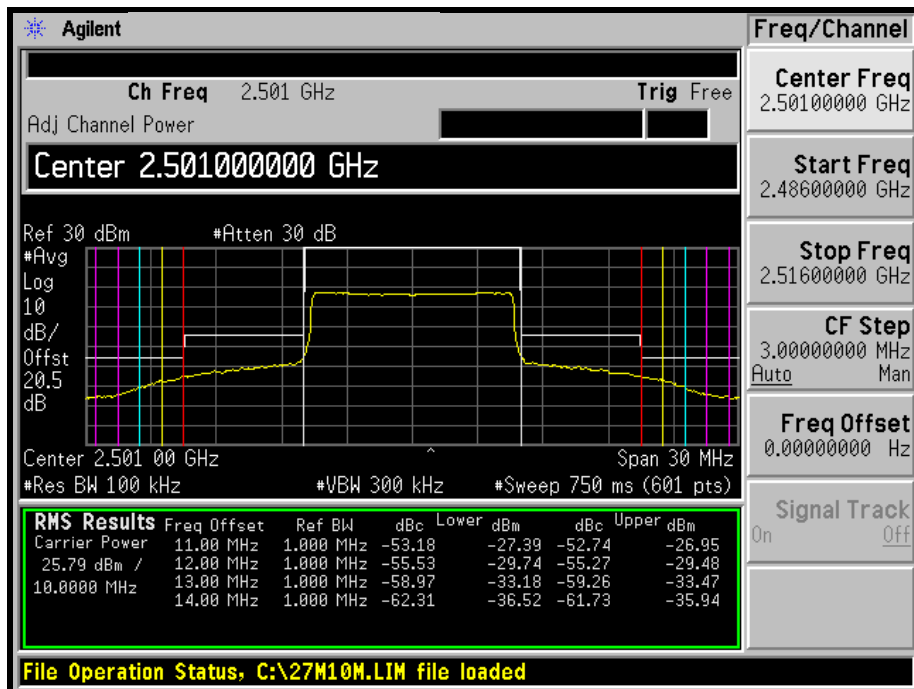 Agilent
Freq/Channel
Ch Freq 2.501 GHz Trig Free
Adj Channel Power
Center 2.501000000 GHz
Ref 30 dBm #Atten 30 dB
#Avg
Log
10
dB/
Offst
20.5
dB
Center 2.501 00 GHz Span 30 MHz
#Res BW 100 kHz #VBW 300 kHz #Sweep 750 ms (601 pts)
RMS Results Freq Offset Ref BW dBc Lower dBm dBc Upper dBm
Carrier Power 11.00 MHz 1.000 MHz -53.18 -27.39 -52.74 -26.95
25.79 dBm / 12.00 MHz 1.000 MHz -55.53 -29.74 -55.27 -29.48
10.0000 MHz 13.00 MHz 1.000 MHz -58.97 -33.18 -59.26 -33.47
14.00 MHz 1.000 MHz -62.31 -36.52 -61.73 -35.94
File Operation Status, C:\27M10M.LIM file loaded
Center Freq
2.50100000 GHz
Start Freq
2.48600000 GHz
Stop Freq
2.51600000 GHz
CF Step
3.00000000 MHz
Auto Man
Freq Offset
0.00000000 Hz
Signal Track
On Off